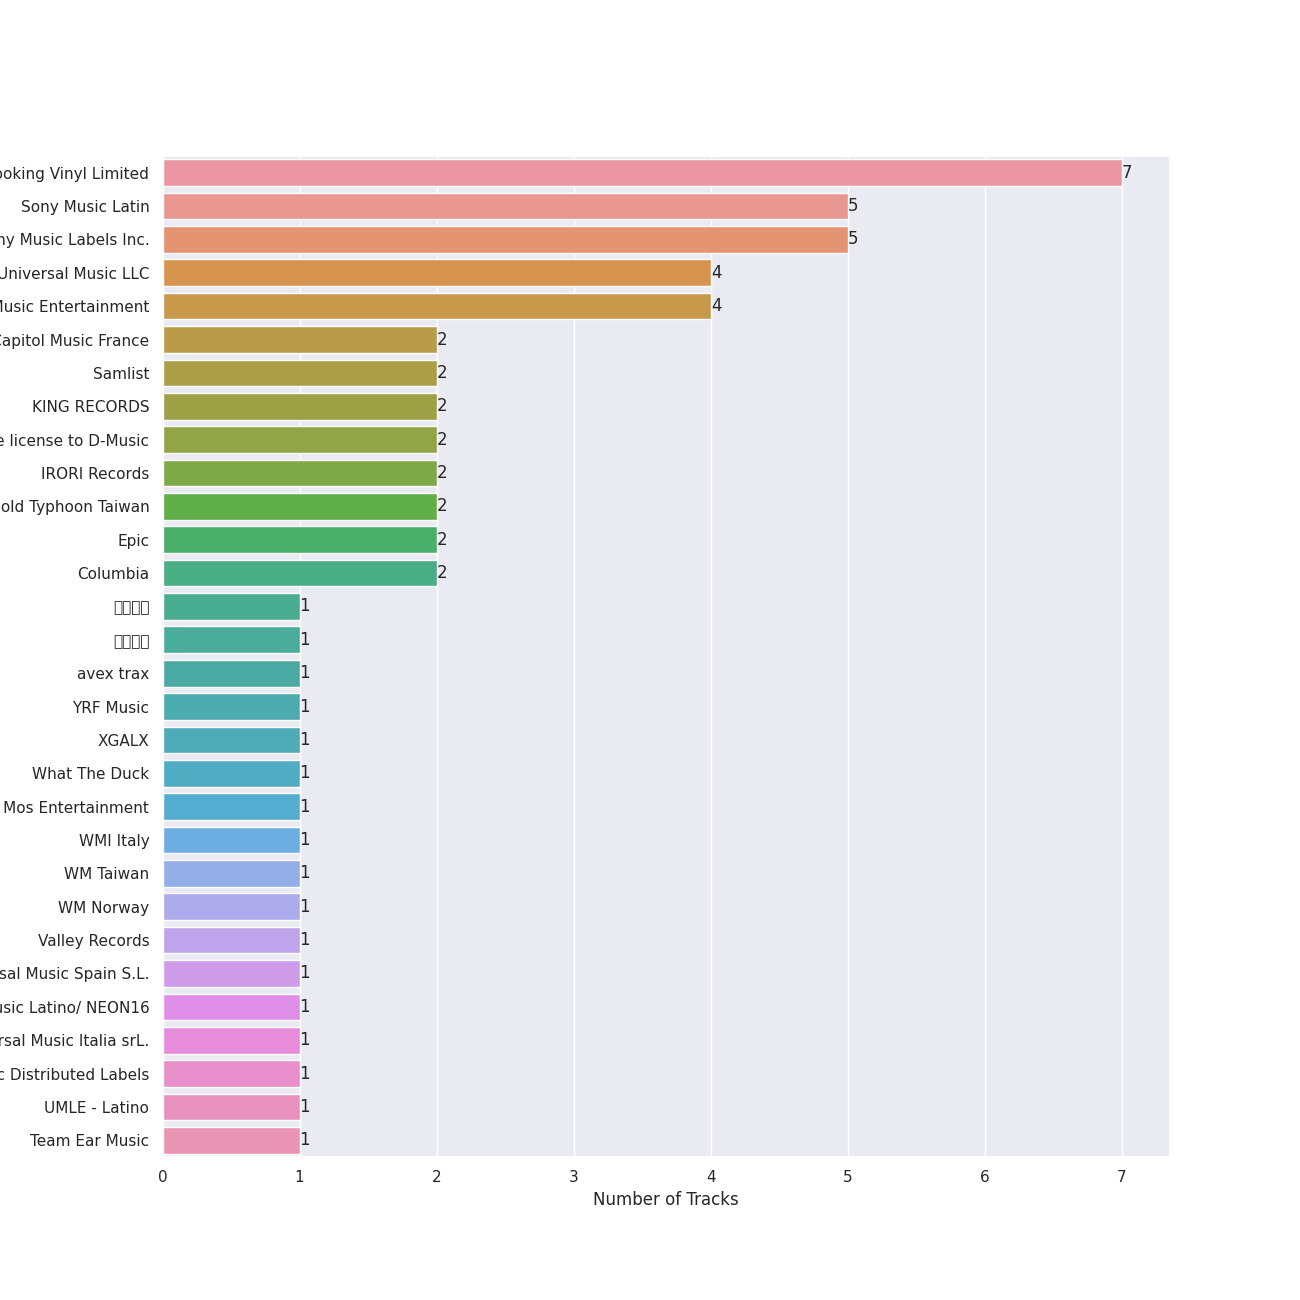 ooking Vinyl Limited 7
Sony Music Latin 5
ny Music Labels Inc. 5
Universal Music LLC 4
Music Entertainment 4
Capitol Music France 2
Samlist 2
KING RECORDS 2
e license to D-Music 2
IRORI Records 2
old Typhoon Taiwan 2
Epic 2
Columbia 2
1
1
avex trax 1
YRF Music 1
XGALX 1
What The Duck 1
Mos Entertainment 1
WMI Italy 1
WM Taiwan 1
WM Norway 1
Valley Records 1
sal Music Spain S.L. 1
usic Latino/ NEON16 1
rsal Music Italia srL. 1
c Distributed Labels 1
UMLE - Latino 1
Team Ear Music 1
0 1 2 3 4 5 6 7
Number of Tracks